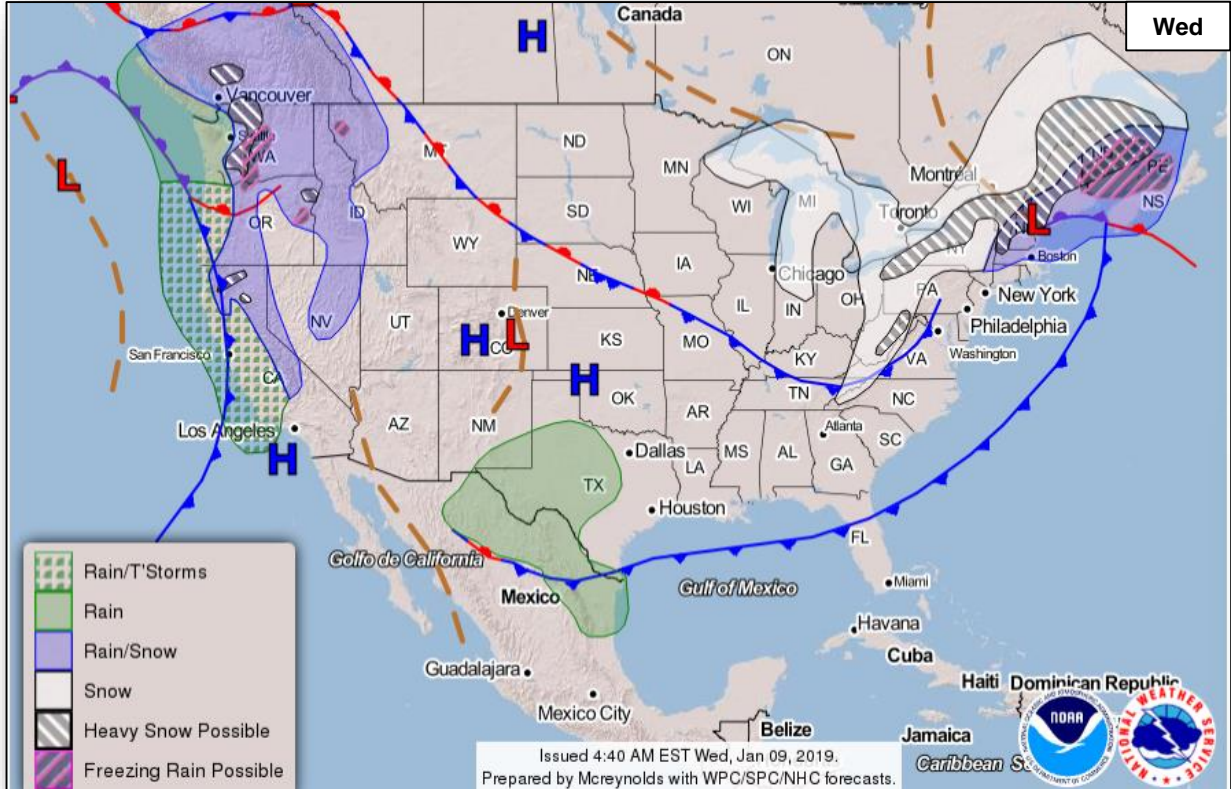 Wed
Canada
H
ON
Vancouver
WA
MT
ND
MN
Montréal
PE
NS
L
OR
ID
SD
WI
MI
Toronto
L
NY
Boston
WY
IA
Chicago
NE
PA
New York
Philadelphia
NV
UT
Denver
H
L
CO
KS
MO
IL
IN
OH
KY
VA
Washington
San Francisco
CA
H
OK
TN
NC
Los Angeles
AZ
NM
AR
Atlanta
SC
H
Dallas
MS
AL
GA
LA
TX
Houston
FL
Golfo de California
Mexico
Gulf of Mexico
Miami
Havana
Cuba
Guadalajara
Haiti
Dominican Republic
Mexico City
Belize
Jamaica
Caribbean
Rain/T'Storms
Rain
Rain/Snow
Snow
Heavy Snow Possible
Freezing Rain Possible
Issued 4:40 AM EST Wed, Jan 09, 2019.
Prepared by Mcreynolds with WPC/SPC/NHC forecasts.
NOAA
NATIONAL WEATHER SERVICE